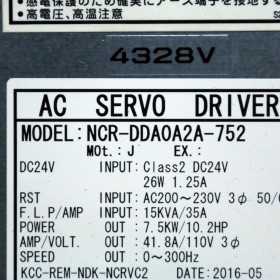 •感電保護のため確実にアース端子を接地する
•高電圧、高温注意
4328V
AC SERVO DRIVER
MODEL:NCR-DDA0A2A-752
MOt.: J EX.:
DC24V INPUT: Class2 DC24V
26W 1.25A
RST INPUT: AC200~230V 3φ 50/6
F.L.P/AMP INPUT: 15KVA/35A
POWER OUT : 7.5KW/10.2HP
AMP/VOLT. OUT : 41.8A/110V 3φ
SPEED OUT : 0~300Hz
KCC-REM-NDK-NCRVC2 DATE:2016-05